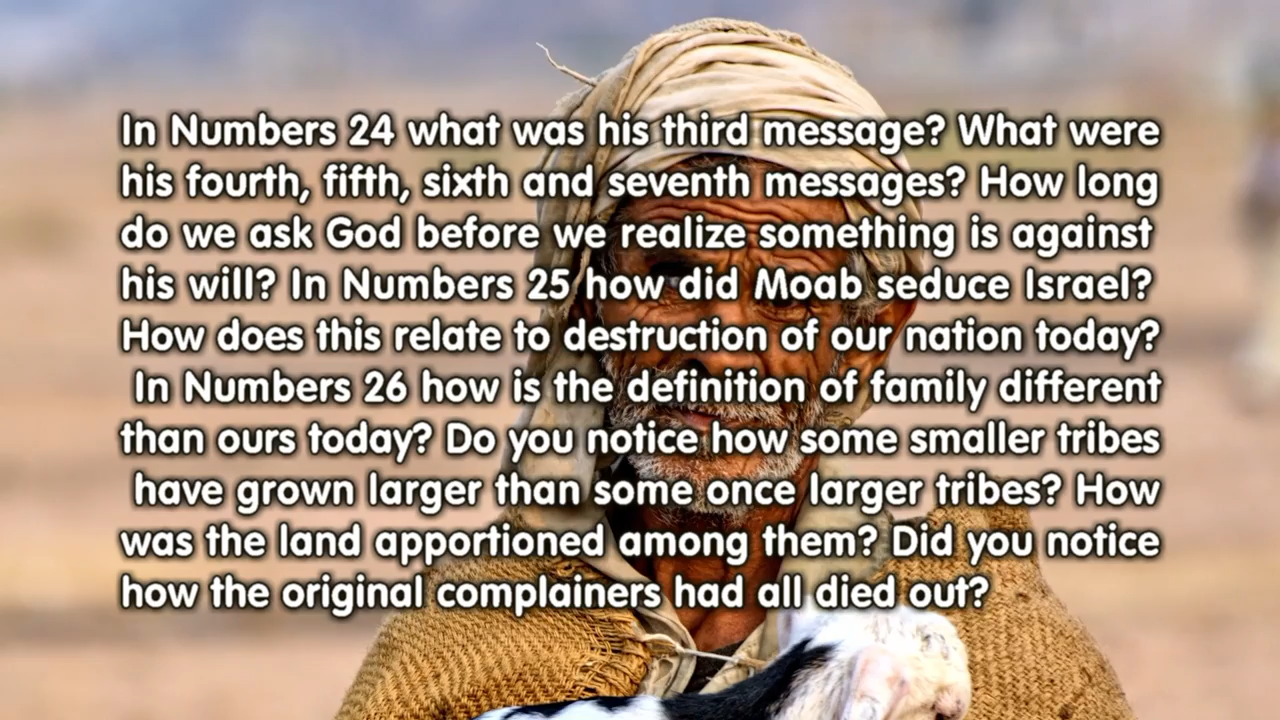 In Numbers 24 what was his third message? What were
his fourth, fifth, sixth and seventh messages? How long
do we ask God before we realize something is against
his will? In Numbers 25 how did Moab seduce Israel?
How does this relate to destruction of our nation today?
In Numbers 26 how is the definition of family different
than ours today? Do you notice how some smaller tribes
have grown larger than some once larger tribes? How
was the land apportioned among them? Did you notice
how the original complainers had all died out?